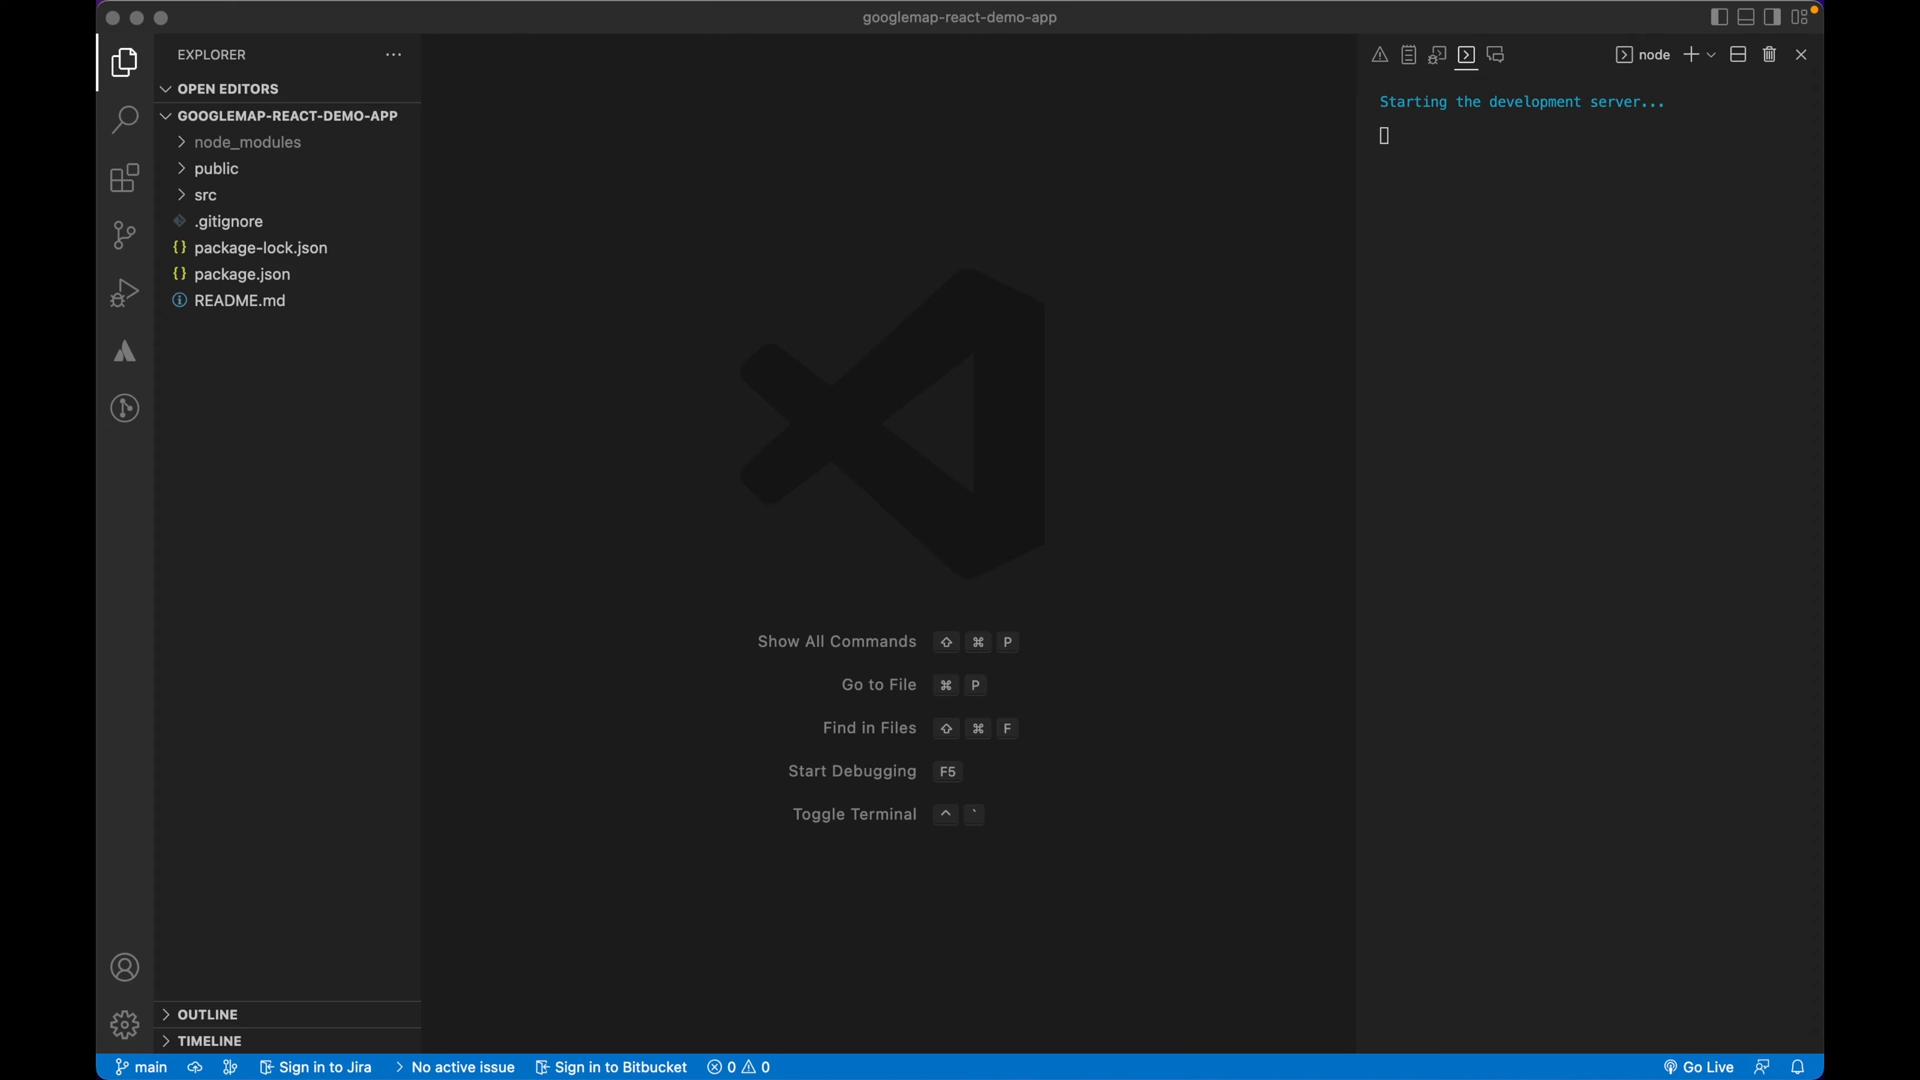 googlemap-react-demo-app
EXPLORER
OPEN EDITORS
GOOGLEMAP-REACT-DEMO-APP
node_modules
public
src
.gitignore
package-lock.json
package.json
README.md
OUTLINE
TIMELINE
Show All Commands ⇧ ⌘ P
Go to File ⌘ P
Find in Files ⇧ ⌘ F
Start Debugging F5
Toggle Terminal ^ `
node
Starting the development server...
main Sign in to Jira No active issue Sign in to Bitbucket 0 0 Go Live